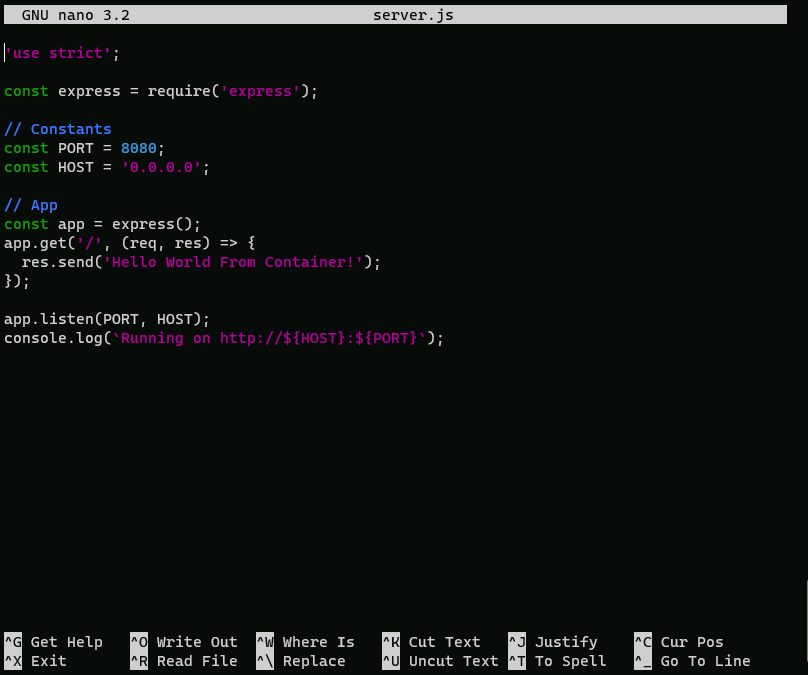 GNU nano 3.2 server.js
'use strict';
const express = require('express');
// Constants
const PORT = 8080;
const HOST = '0.0.0.0';
// App
const app = express();
app.get('/', (req, res) => {
  res.send('Hello World From Container!');
});
app.listen(PORT, HOST);
console.log(`Running on http://${HOST}:${PORT}`);
^G Get Help ^O Write Out ^W Where Is ^K Cut Text ^J Justify ^C Cur Pos
^X Exit ^R Read File ^\ Replace ^U Uncut Text ^T To Spell ^_ Go To Line